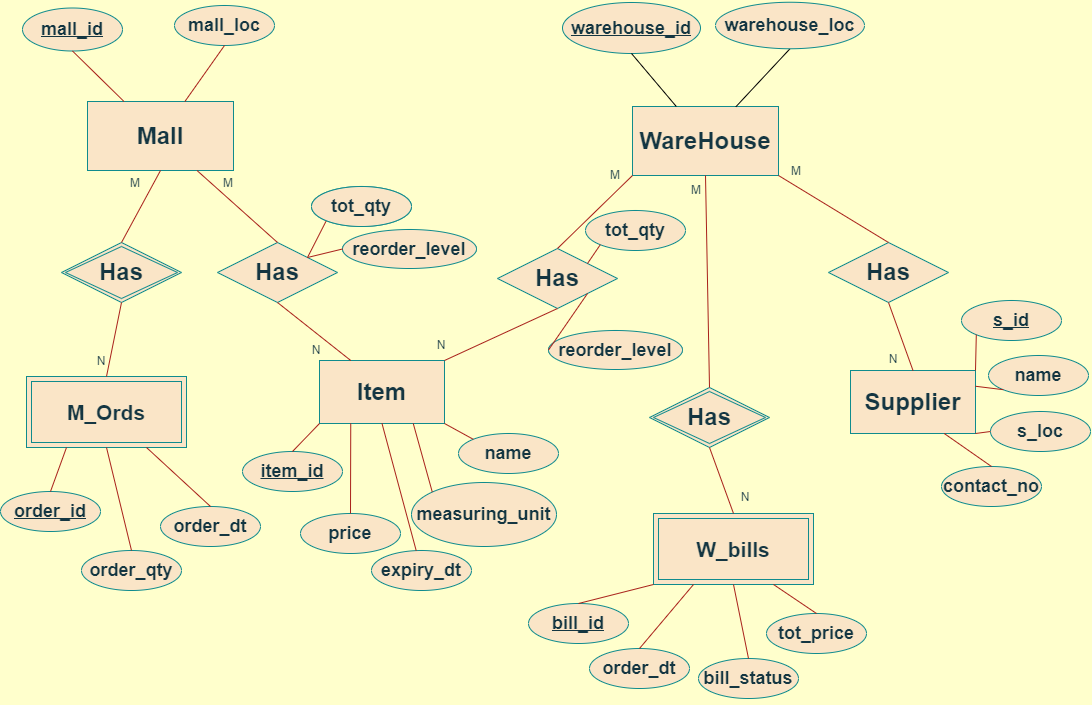 mall_id
mall_loc
warehouse_id
warehouse_loc
Mall
WareHouse
M
M
M
M
M
tot_qty
reorder_level
tot_qty
Has
Has
Has
Has
s_id
N
N
N
reorder_level
N
name
M_Ords
Item
Supplier
Has
s_loc
name
item_id
contact_no
N
order_id
order_dt
price
measuring_unit
order_qty
expiry_dt
W_bills
bill_id
tot_price
order_dt
bill_status